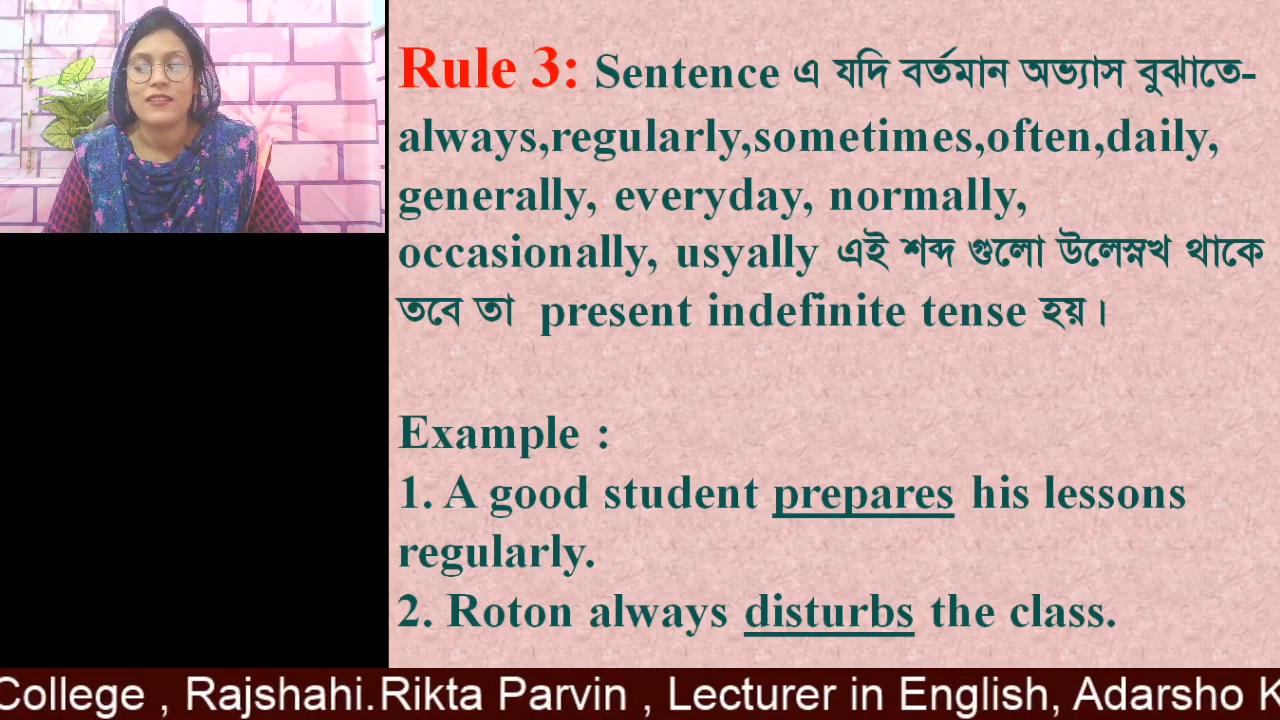 Rule 3: Sentence এ যদি বর্তমান অভ্যাস বুঝাতে-
always,regularly,sometimes,often,daily,
generally, everyday, normally,
occasionally, usyally এই শব্দ গুলো উলেস্নখ থাকে
তবে তা present indefinite tense হয়।
Example :
1. A good student prepares his lessons
regularly.
2. Roton always disturbs the class.
College , Rajshahi.Rikta Parvin , Lecturer in English, Adarsho K